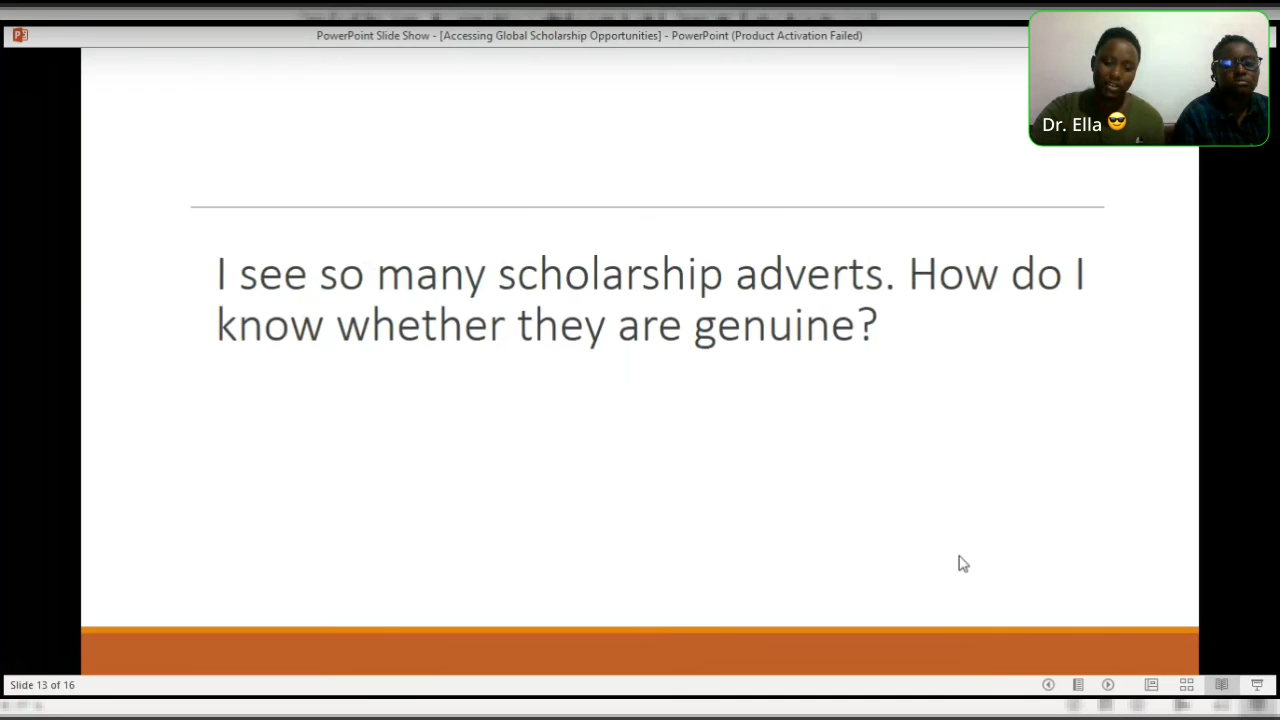 PowerPoint Slide Show - [Accessing Global Scholarship Opportunities] - PowerPoint (Product Activation Failed)
Dr. Ella 😎
I see so many scholarship adverts. How do I
know whether they are genuine?
Slide 13 of 16